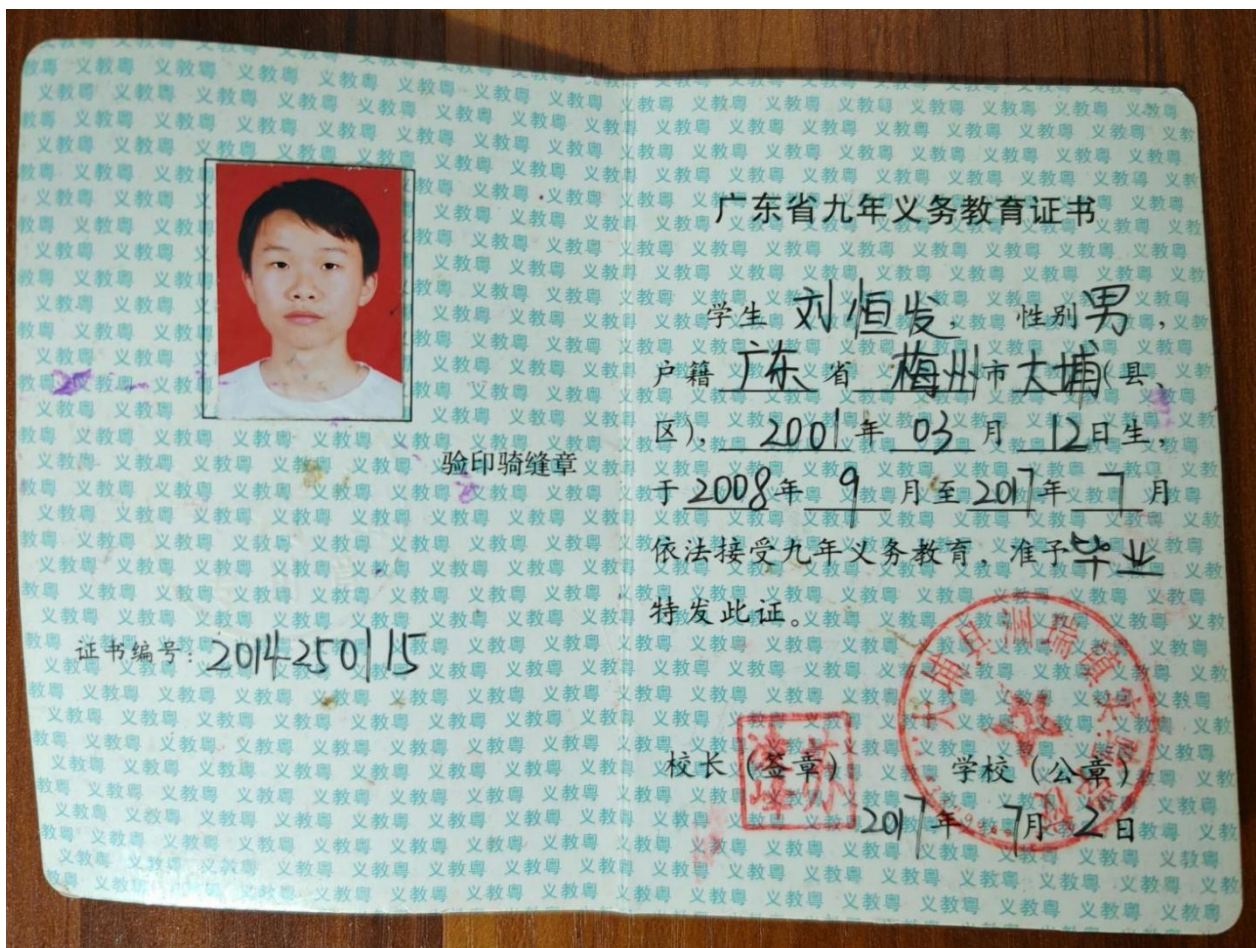 验印骑缝章
证书编号：2014250115
广东省九年义务教育证书
学生 刘恒发， 性别 男，
户籍 广东 省 梅州 市 大埔（县、
区）， 2001 年 03 月 12 日生，
于 2008 年 9 月至 2017 年 7 月
依法接受九年义务教育，准予 毕业
特发此证。
校长（签章） 学校（公章）
2017 年 7 月 2 日